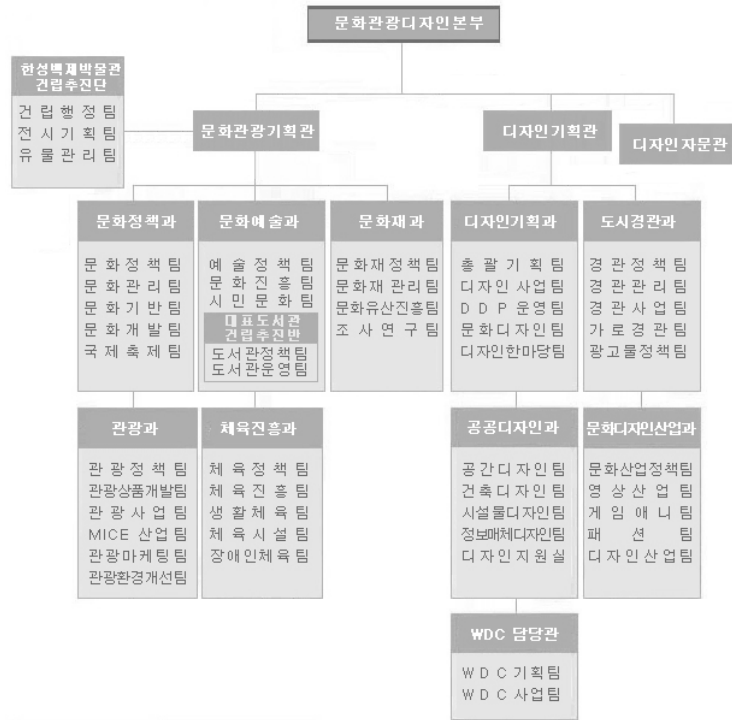 문화관광디자인본부
한성백제박물관
건립추진단
건립행정팀
전시기획팀
유물관리팀
문화관광기획관
디자인기획관
디자인자문관
문화정책과
문화정책팀
문화관리팀
문화기반팀
문화개발팀
국제축제팀
문화예술과
예술정책팀
문화진흥팀
시민문화팀
대표도서관
건립추진반
도서관정책팀
도서관운영팀
문화재과
문화재정책팀
문화재관리팀
문화유산진흥팀
조사연구팀
디자인기획과
총괄기획팀
디자인사업팀
DDP운영팀
문화디자인팀
디자인한마당팀
도시경관과
경관정책팀
경관관리팀
경관사업팀
가로경관팀
광고물정책팀
관광과
관광정책팀
관광상품개발팀
관광사업팀
MICE 산업팀
관광마케팅팀
관광환경개선팀
체육진흥과
체육정책팀
체육진흥팀
생활체육팀
체육시설팀
장애인체육팀
공공디자인과
공간디자인팀
건축디자인팀
시설물디자인팀
정보매체디자인팀
디자인지원실
문화디자인산업과
문화산업정책팀
영상산업팀
게임애니팀
패션팀
디자인산업팀
WDC 담당관
WDC기획팀
WDC사업팀